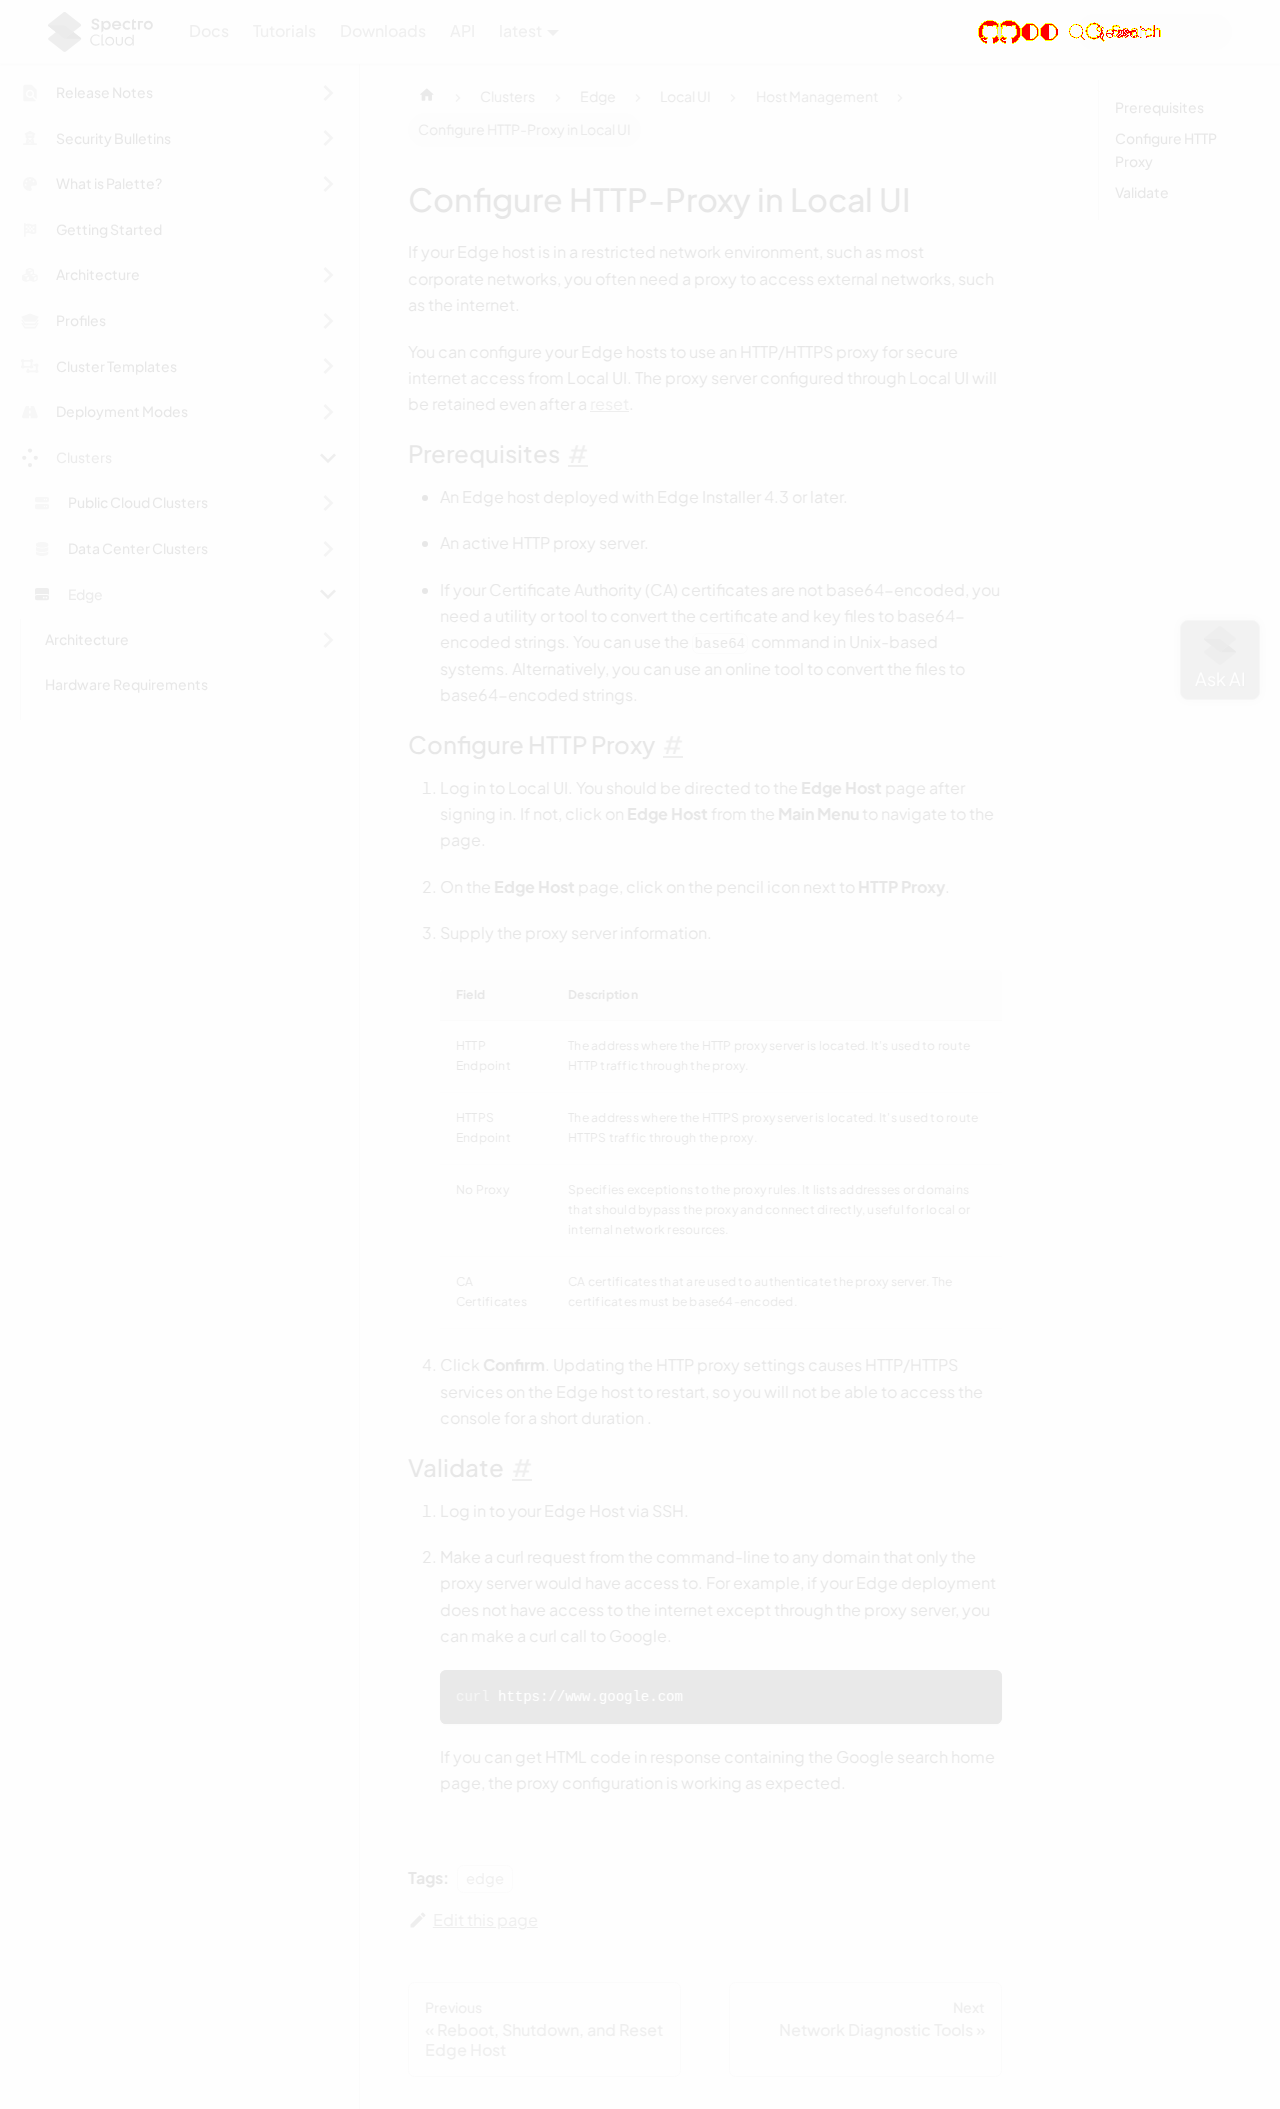 Spectro
Cloud
Docs Tutorials Downloads API latest
Release Notes
Security Bulletins
What is Palette?
Getting Started
Architecture
Profiles
Cluster Templates
Deployment Modes
Clusters
Public Cloud Clusters
Data Center Clusters
Edge
Architecture
Hardware Requirements
Clusters Edge Local UI Host Management
Configure HTTP-Proxy in Local UI
Configure HTTP-Proxy in Local UI
If your Edge host is in a restricted network environment, such as most
corporate networks, you often need a proxy to access external networks, such
as the internet.
You can configure your Edge hosts to use an HTTP/HTTPS proxy for secure
internet access from Local UI. The proxy server configured through Local UI will
be retained even after a reset.
Prerequisites #
• An Edge host deployed with Edge Installer 4.3 or later.
• An active HTTP proxy server.
• If your Certificate Authority (CA) certificates are not base64-encoded, you
need a utility or tool to convert the certificate and key files to base64-
encoded strings. You can use the base64 command in Unix-based
systems. Alternatively, you can use an online tool to convert the files to
base64-encoded strings.
Configure HTTP Proxy #
1. Log in to Local UI. You should be directed to the Edge Host page after
signing in. If not, click on Edge Host from the Main Menu to navigate to the
page.
2. On the Edge Host page, click on the pencil icon next to HTTP Proxy.
3. Supply the proxy server information.
Field Description
HTTP
Endpoint
The address where the HTTP proxy server is located. It's used to route
HTTP traffic through the proxy.
HTTPS
Endpoint
The address where the HTTPS proxy server is located. It's used to route
HTTPS traffic through the proxy.
No Proxy
Specifies exceptions to the proxy rules. It lists addresses or domains
that should bypass the proxy and connect directly, useful for local or
internal network resources.
CA
Certificates
CA certificates that are used to authenticate the proxy server. The
certificates must be base64-encoded.
4. Click Confirm. Updating the HTTP proxy settings causes HTTP/HTTPS
services on the Edge host to restart, so you will not be able to access the
console for a short duration .
Validate #
1. Log in to your Edge Host via SSH.
2. Make a curl request from the command-line to any domain that only the
proxy server would have access to. For example, if your Edge deployment
does not have access to the internet except through the proxy server, you
can make a curl call to Google.
curl https://www.google.com
If you can get HTML code in response containing the Google search home
page, the proxy configuration is working as expected.
Tags: edge
Edit this page
Previous
« Reboot, Shutdown, and Reset
Edge Host
Next
Network Diagnostic Tools »
Prerequisites
Configure HTTP
Proxy
Validate
Ask AI